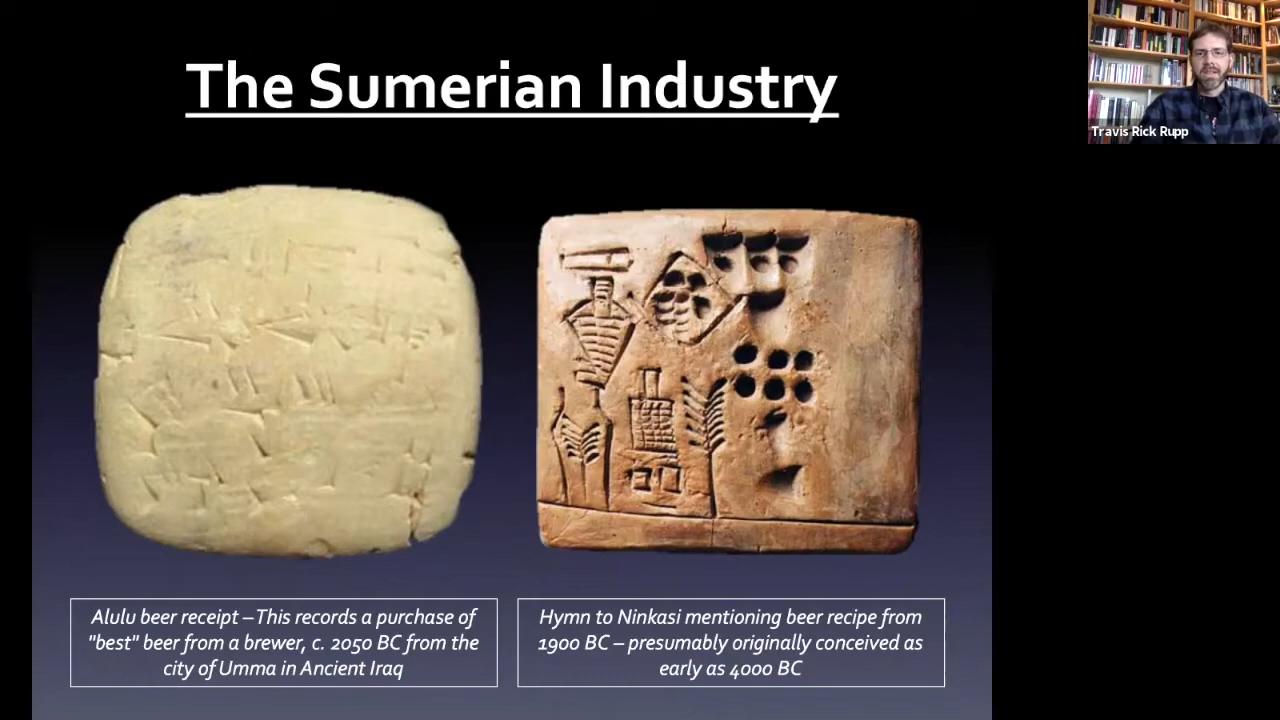 The Sumerian Industry
Travis Rick Rupp
Alulu beer receipt – This records a purchase of
"best" beer from a brewer, c. 2050 BC from the
city of Umma in Ancient Iraq
Hymn to Ninkasi mentioning beer recipe from
1900 BC – presumably originally conceived as
early as 4000 BC